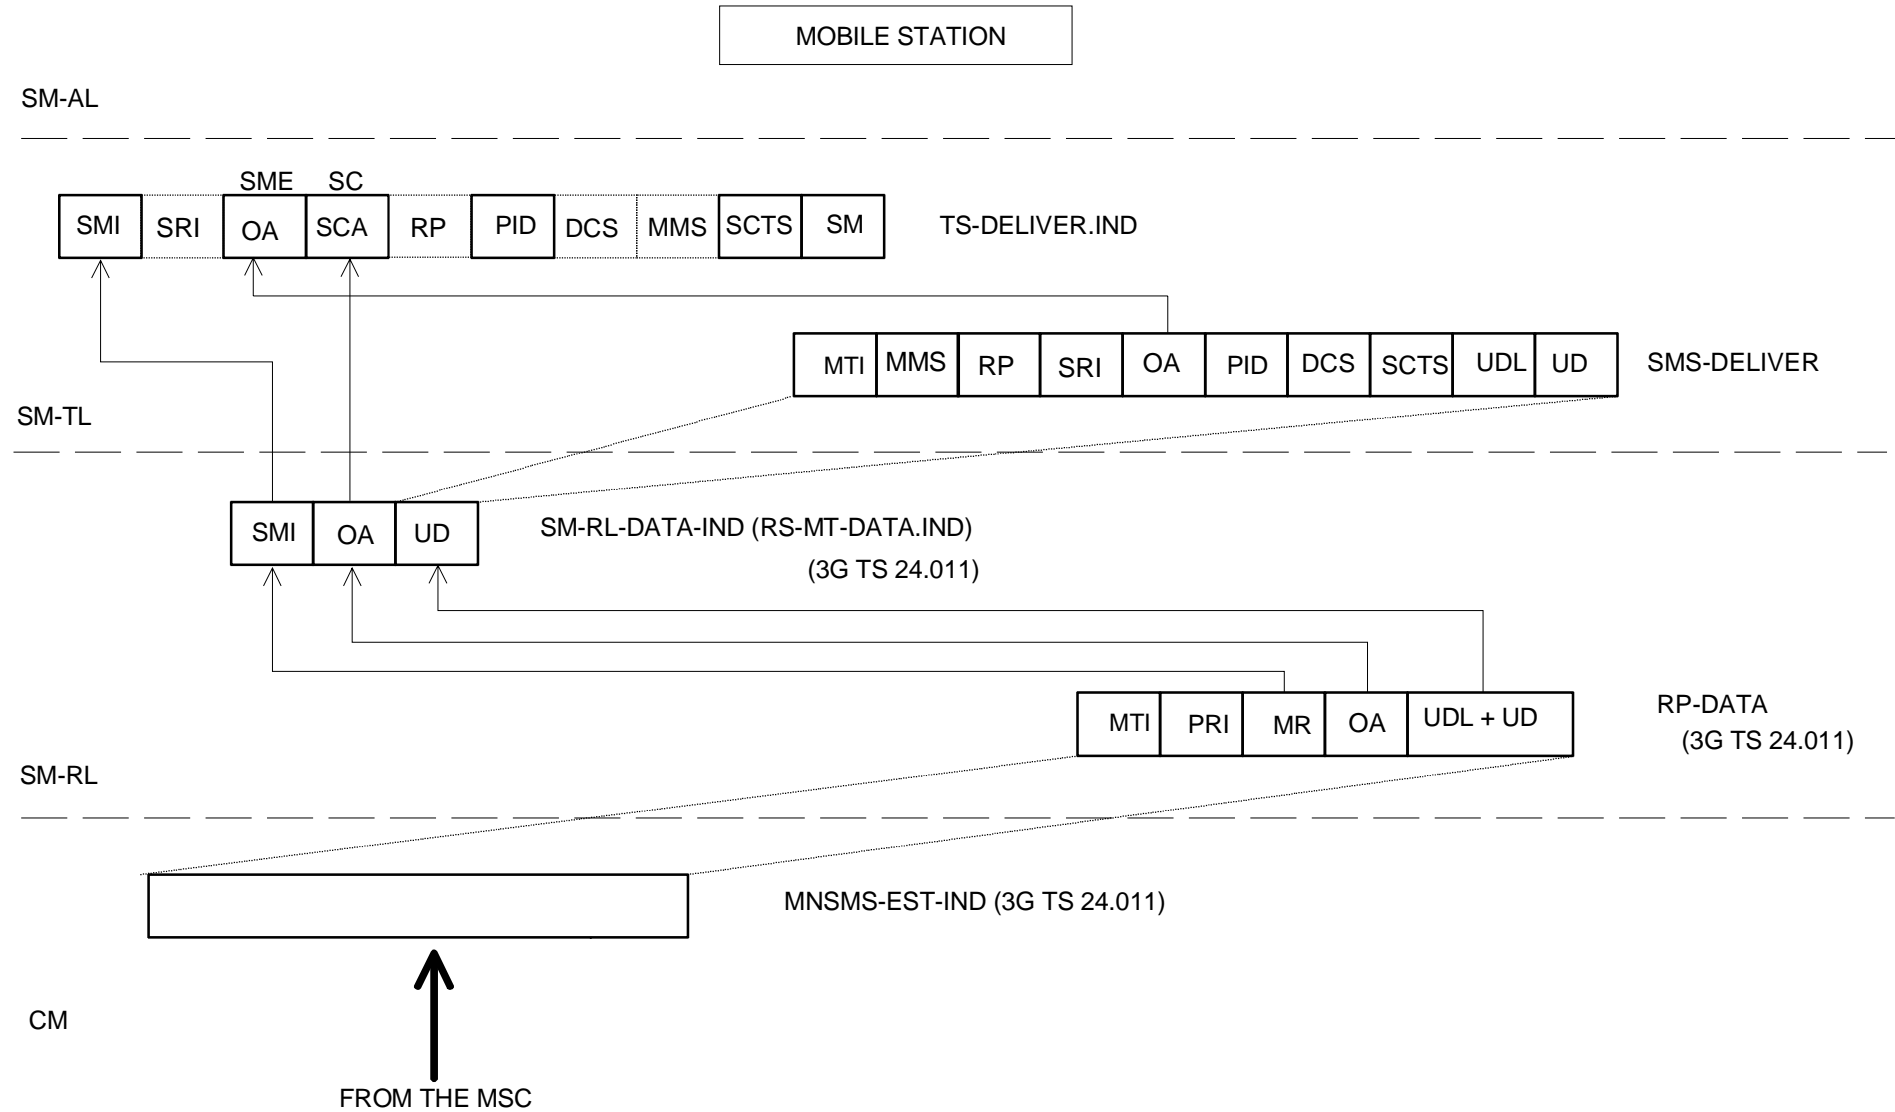 MOBILE STATION
SM-AL
SME SC
SMI SRI OA SCA RP PID DCS MMS SCTS SM TS-DELIVER.IND
MTI MMS RP SRI OA PID DCS SCTS UDL UD SMS-DELIVER
SM-TL
SMI OA UD SM-RL-DATA-IND (RS-MT-DATA.IND)
(3G TS 24.011)
MTI PRI MR OA UDL + UD RP-DATA
(3G TS 24.011)
SM-RL
MNSMS-EST-IND (3G TS 24.011)
CM
FROM THE MSC